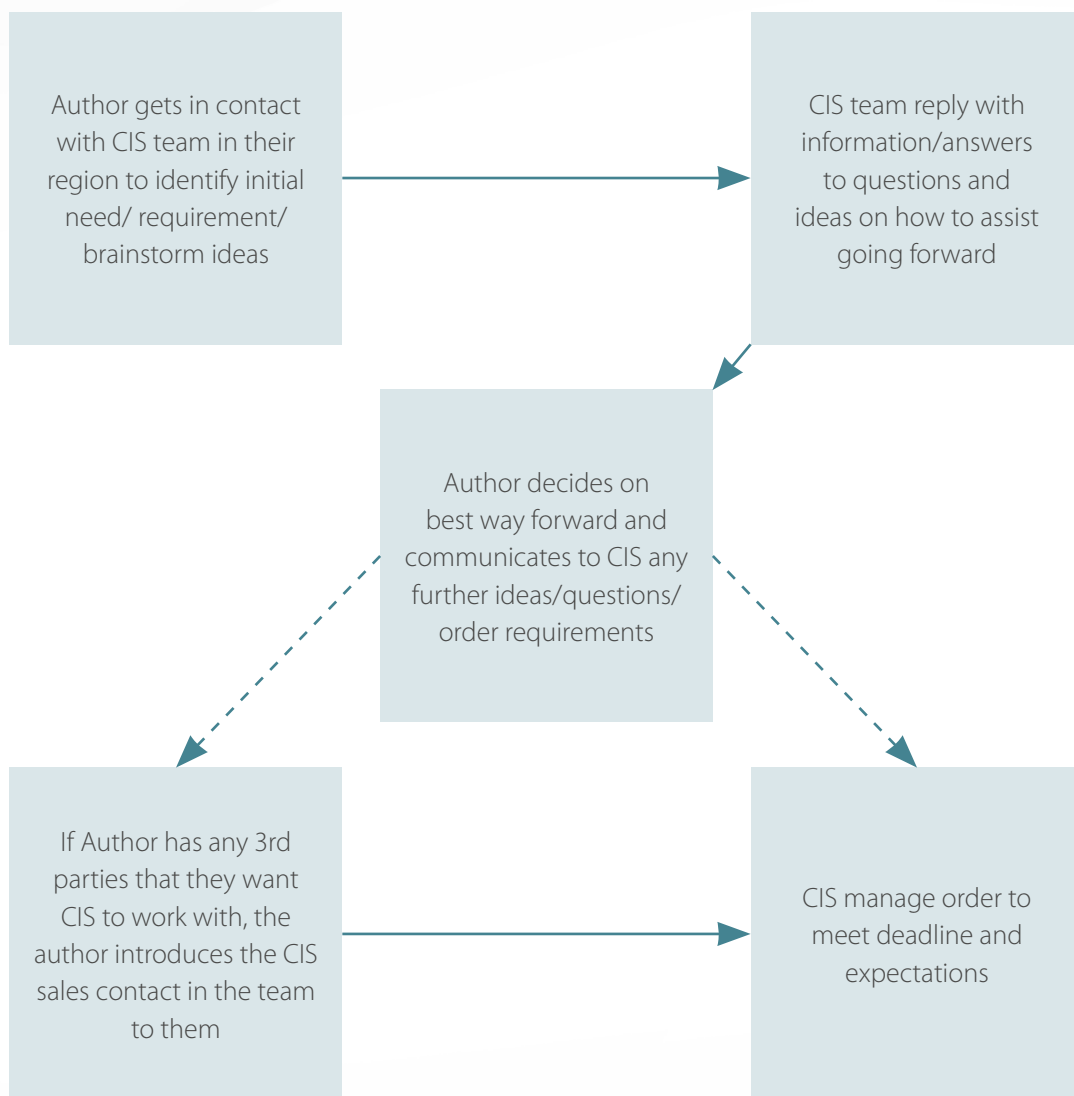 Author gets in contact
with CIS team in their
region to identify initial
need/ requirement/
brainstorm ideas
CIS team reply with
information/answers
to questions and
ideas on how to assist
going forward
Author decides on
best way forward and
communicates to CIS any
further ideas/questions/
order requirements
If Author has any 3rd
parties that they want
CIS to work with, the
author introduces the CIS
sales contact in the team
to them
CIS manage order to
meet deadline and
expectations